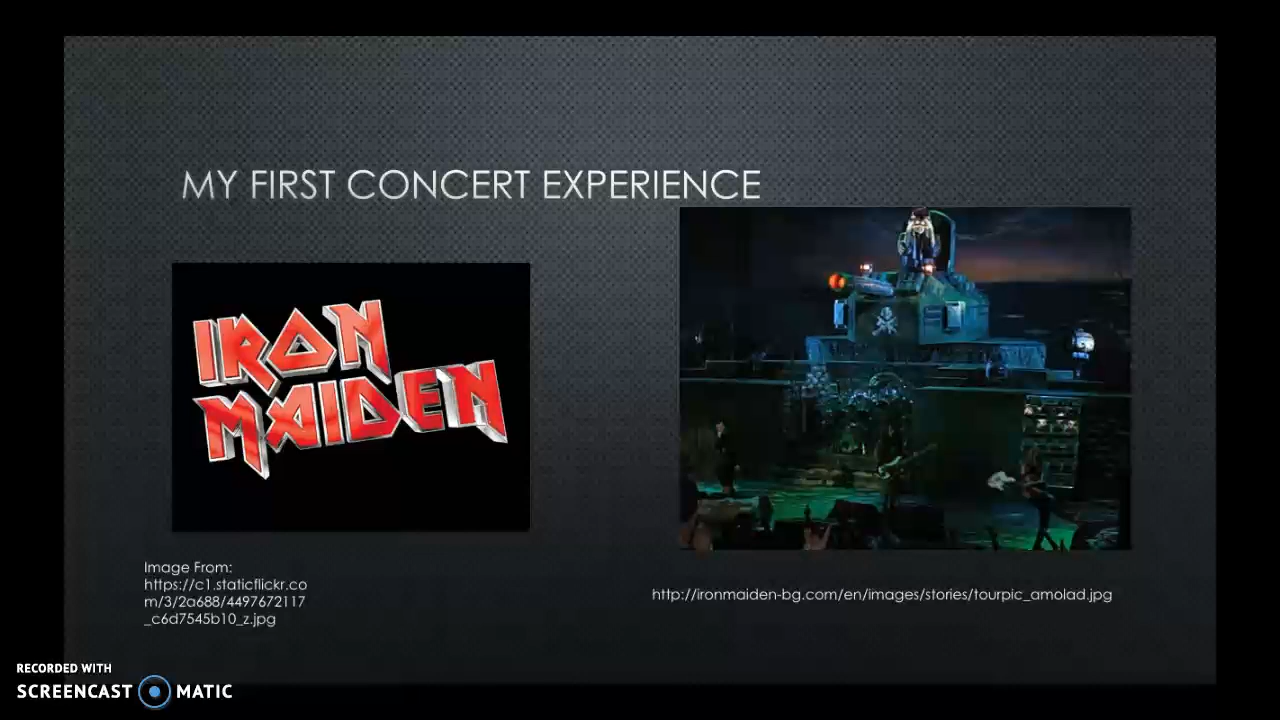 MY FIRST CONCERT EXPERIENCE
IRON
MAIDEN
Image From:
https://c1.staticflickr.co
m/3/2a688/4497672117
_c6d7545b10_z.jpg
http://ironmaiden-bg.com/en/images/stories/tourpic_amolad.jpg
RECORDED WITH
SCREENCAST MATIC